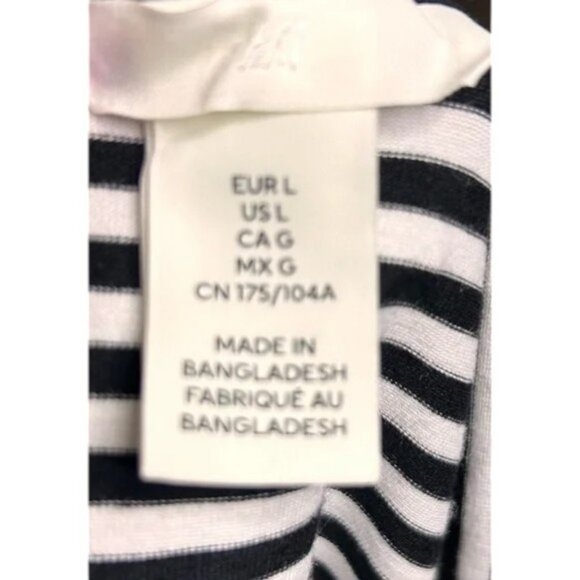 EUR L
US L
CA G
MX G
CN 175/104A
MADE IN
BANGLADESH
FABRIQUÉ AU
BANGLADESH